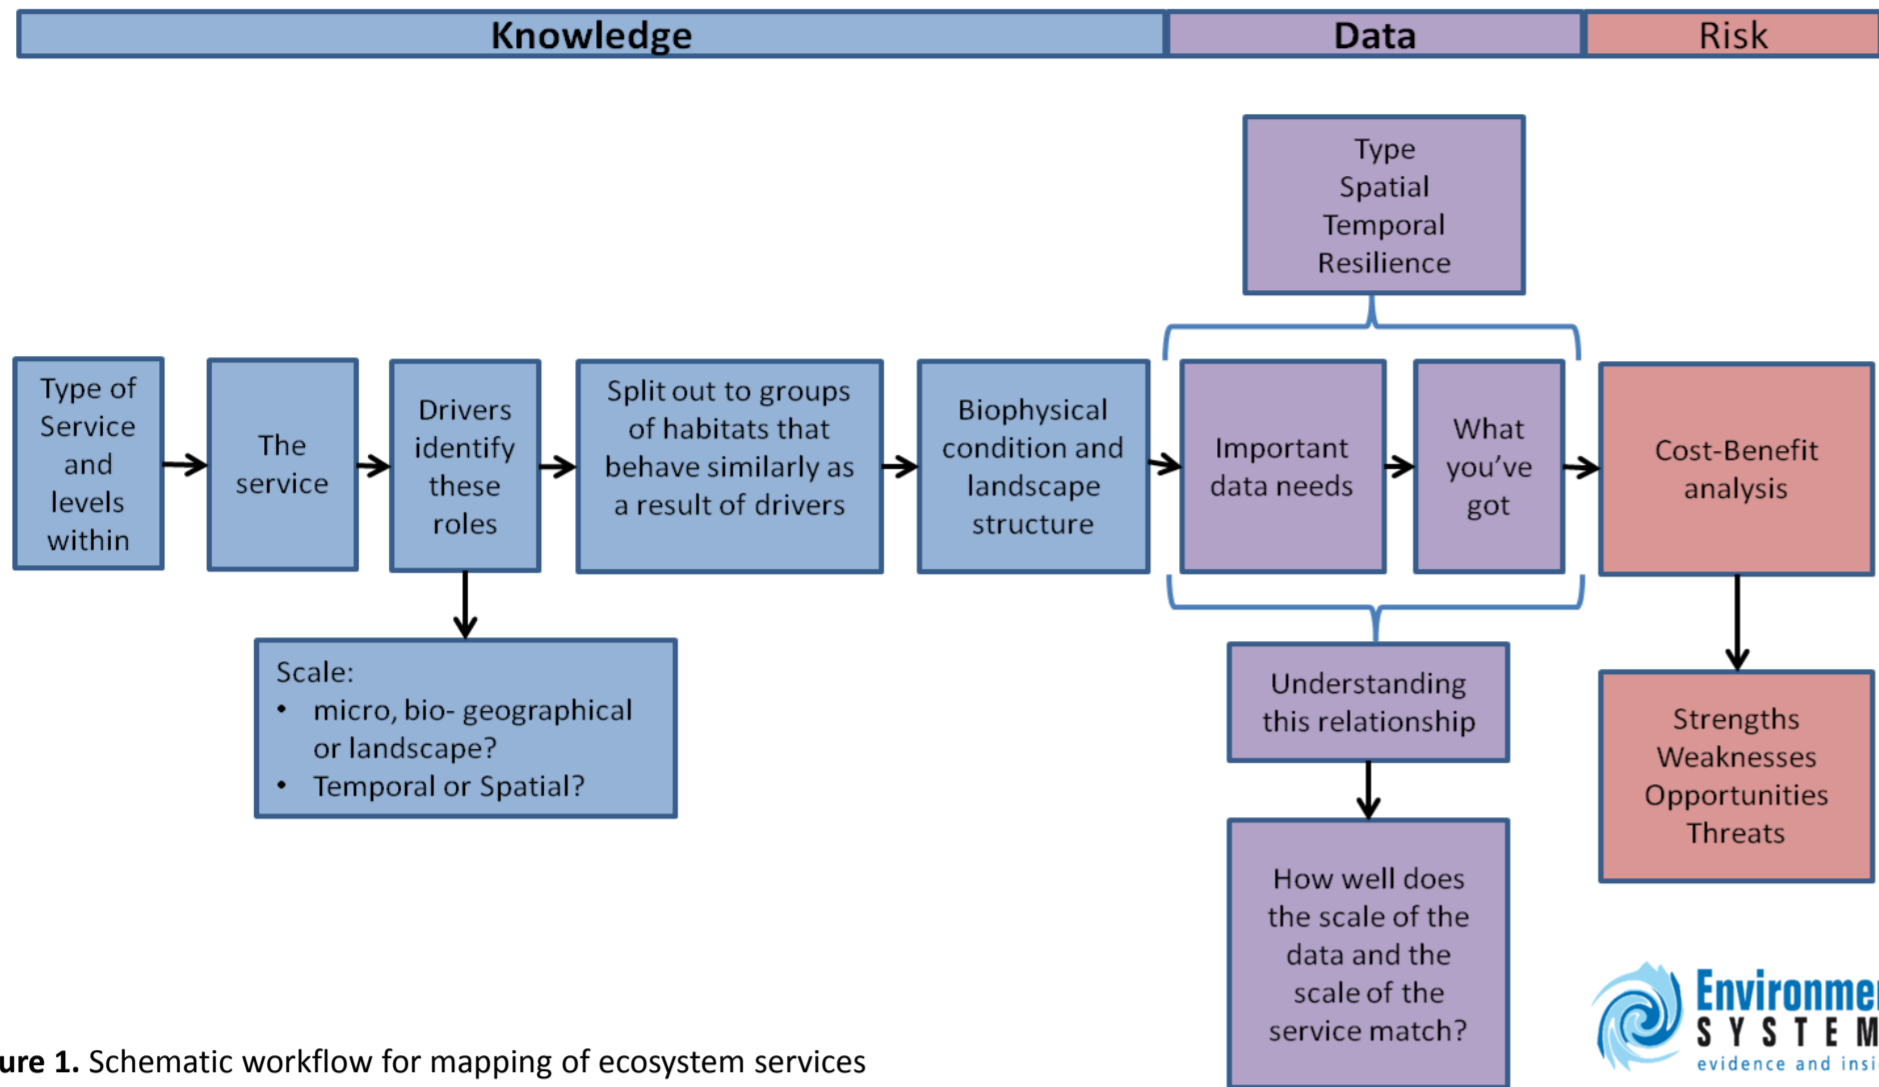 Knowledge
Data
Risk
Type
Spatial
Temporal
Resilience
Type of
Service
and
levels
within
The
service
Drivers
identify
these
roles
Split out to groups
of habitats that
behave similarly as
a result of drivers
Biophysical
condition and
landscape
structure
Important
data needs
What
you've
got
Cost-Benefit
analysis
Scale:
• micro, bio- geographical
or landscape?
• Temporal or Spatial?
Understanding
this relationship
Strengths
Weaknesses
Opportunities
Threats
How well does
the scale of the
data and the
scale of the
service match?
ure 1. Schematic workflow for mapping of ecosystem services
Environme
SYSTEM
evidence and insi